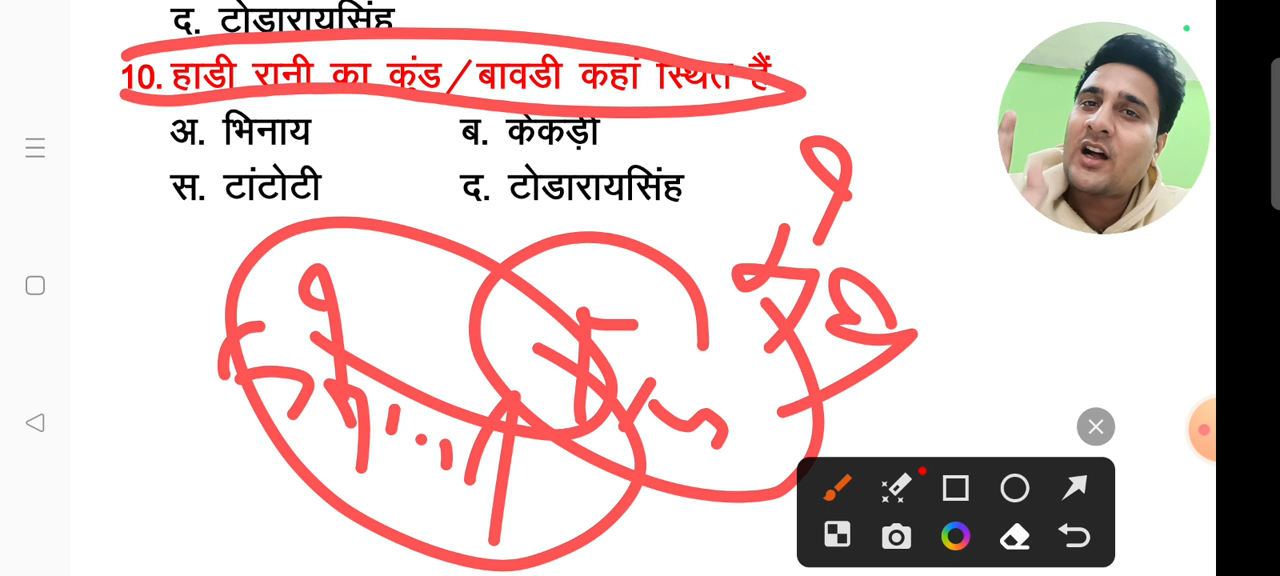 द. टोडारायसिंह
10. हाडी रानी का कुंड/बावडी कहां स्थित हैं
अ. भिनाय ब. केकड़ी
स. टांटोटी द. टोडारायसिंह